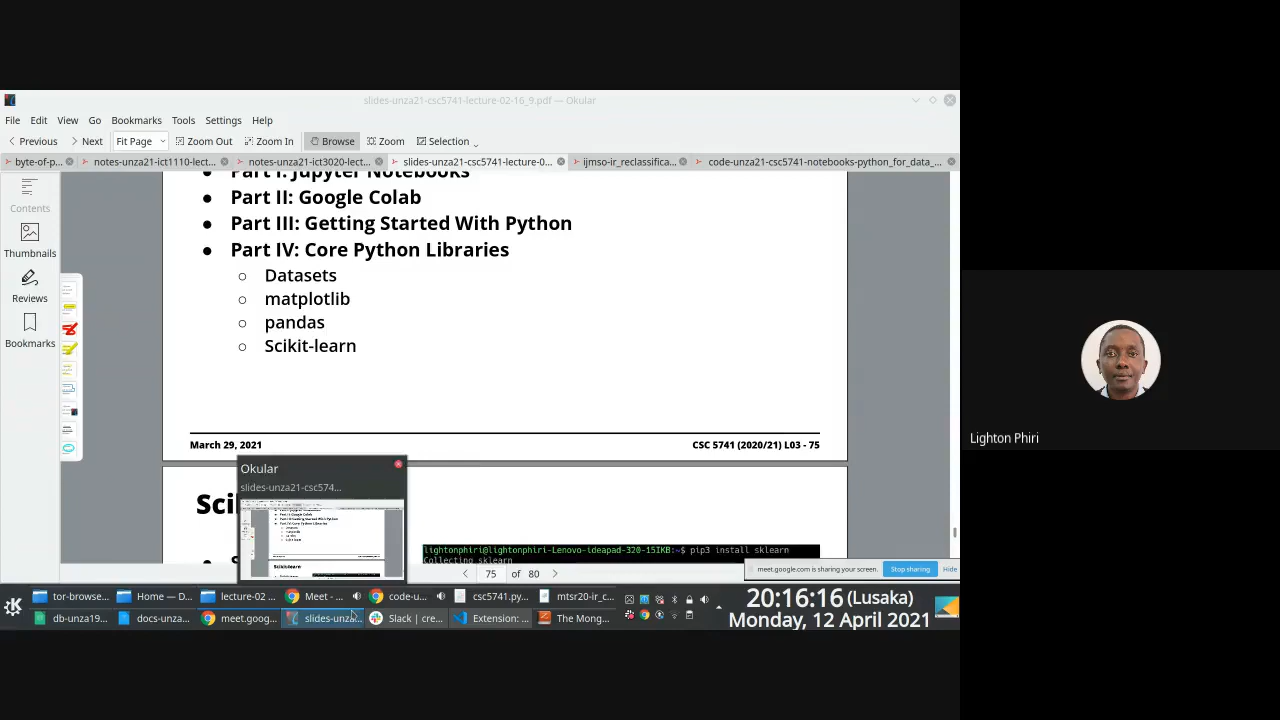 slides-unza21-csc5741-lecture-02-16_9.pdf — Okular
File Edit View Go Bookmarks Tools Settings Help
Previous Next Fit Page Zoom Out Zoom In Browse Zoom Selection
byte-of-p... notes-unza21-ict1110-lect... notes-unza21-ict3020-lect... slides-unza21-csc5741-lecture-0... ijmso-ir_reclassifica... code-unza21-csc5741-notebooks-python_for_data_...
Contents
Thumbnails
Reviews
Bookmarks
● Part I: Jupyter Notebooks
● Part II: Google Colab
● Part III: Getting Started With Python
● Part IV: Core Python Libraries
○ Datasets
○ matplotlib
○ pandas
○ Scikit-learn
March 29, 2021 CSC 5741 (2020/21) L03 - 75
Okular
slides-unza21-csc574...
Sci
lightonphiri@lightonphiri-Lenovo-ideapad-320-15IKB:~$ pip3 install sklearn
Collecting sklearn
75 of 80
meet.google.com is sharing your screen. Stop sharing Hide
tor-browse... Home — D... lecture-02 ... Meet - ... code-u... csc5741.py... mtsr20-ir_c...
db-unza19... docs-unza... meet.goog... slides-unza... Slack | cre... Extension: ... The Mong...
20:16:16 (Lusaka)
Monday, 12 April 2021
Lighton Phiri